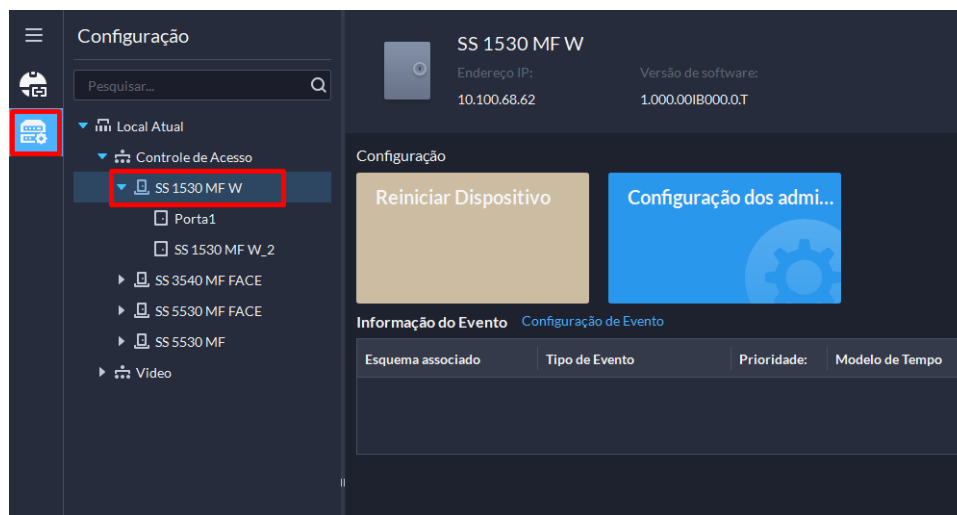 Configuração
Pesquisar...
Local Atual
Controle de Acesso
SS 1530 MF W
Porta1
SS 1530 MF W_2
SS 3540 MF FACE
SS 5530 MF FACE
SS 5530 MF
Video
SS 1530 MF W
Endereço IP: Versão de software:
10.100.68.62 1.000.00IB000.0.T
Configuração
Reiniciar Dispositivo Configuração dos admi...
Informação do Evento Configuração de Evento
Esquema associado Tipo de Evento Prioridade: Modelo de Tempo